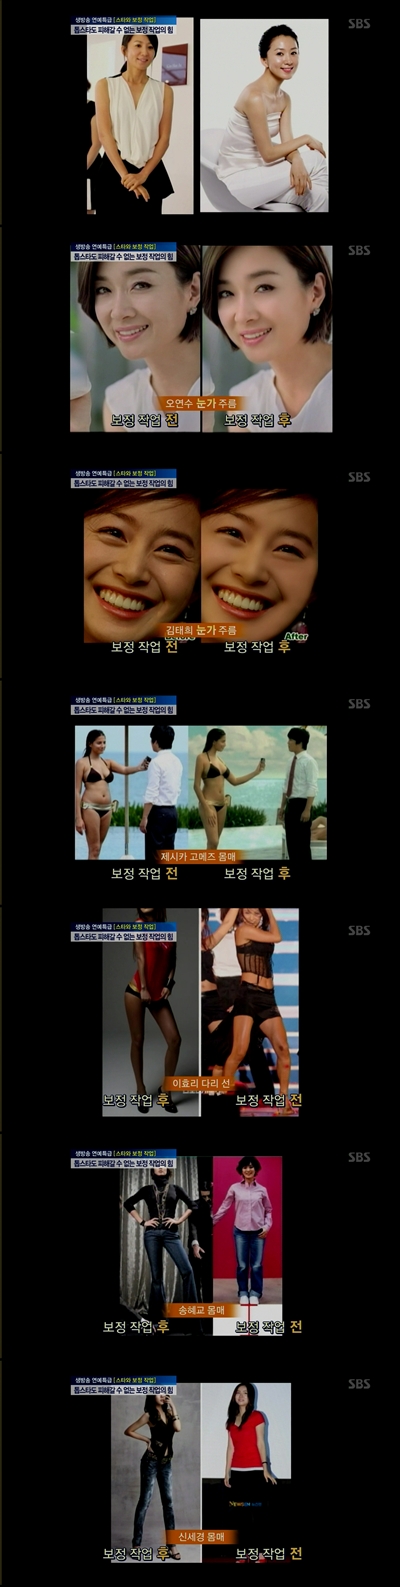 생방송 연예특급 [스타와 보정 작업]
톱스타도 피해갈 수 없는 보정 작업의 힘
SBS
생방송 연예특급 [스타와 보정 작업]
톱스타도 피해갈 수 없는 보정 작업의 힘
SBS
오연수 눈가 주름
보정 작업 전
보정 작업 후
생방송 연예특급 [스타와 보정 작업]
톱스타도 피해갈 수 없는 보정 작업의 힘
SBS
After
김태희 눈가 주름
보정 작업 전
보정 작업 후
생방송 연예특급 [스타와 보정 작업]
톱스타도 피해갈 수 없는 보정 작업의 힘
SBS
제시카 고메즈 몸매
보정 작업 전
보정 작업 후
생방송 연예특급 [스타와 보정 작업]
톱스타도 피해갈 수 없는 보정 작업의 힘
SBS
이효리 다리 선
보정 작업 후
보정 작업 전
생방송 연예특급 [스타와 보정 작업]
톱스타도 피해갈 수 없는 보정 작업의 힘
SBS
송혜교 몸매
보정 작업 후
보정 작업 전
생방송 연예특급 [스타와 보정 작업]
톱스타도 피해갈 수 없는 보정 작업의 힘
SBS
신세경 몸매
보정 작업 후
보정 작업 전